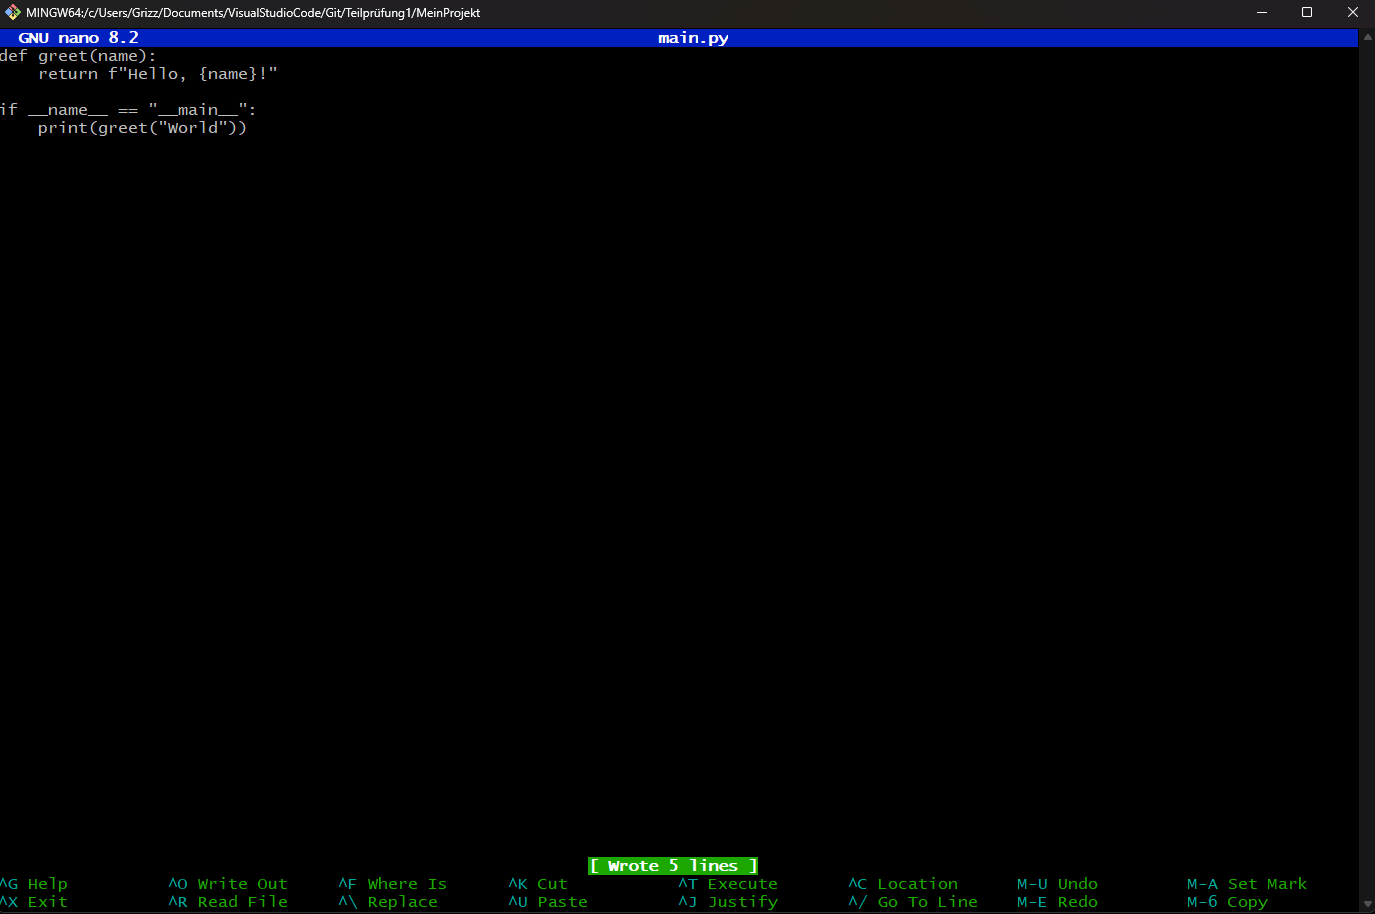 MINGW64:/c/Users/Grizz/Documents/VisualStudioCode/Git/Teilprüfung1/MeinProjekt
GNU nano 8.2 main.py
def greet(name):
    return f"Hello, {name}!"

if __name__ == "__main__":
    print(greet("World"))
[ Wrote 5 lines ]
^G Help ^O Write Out ^F Where Is ^K Cut ^T Execute ^C Location M-U Undo M-A Set Mark
^X Exit ^R Read File ^\ Replace ^U Paste ^J Justify ^/ Go To Line M-E Redo M-6 Copy